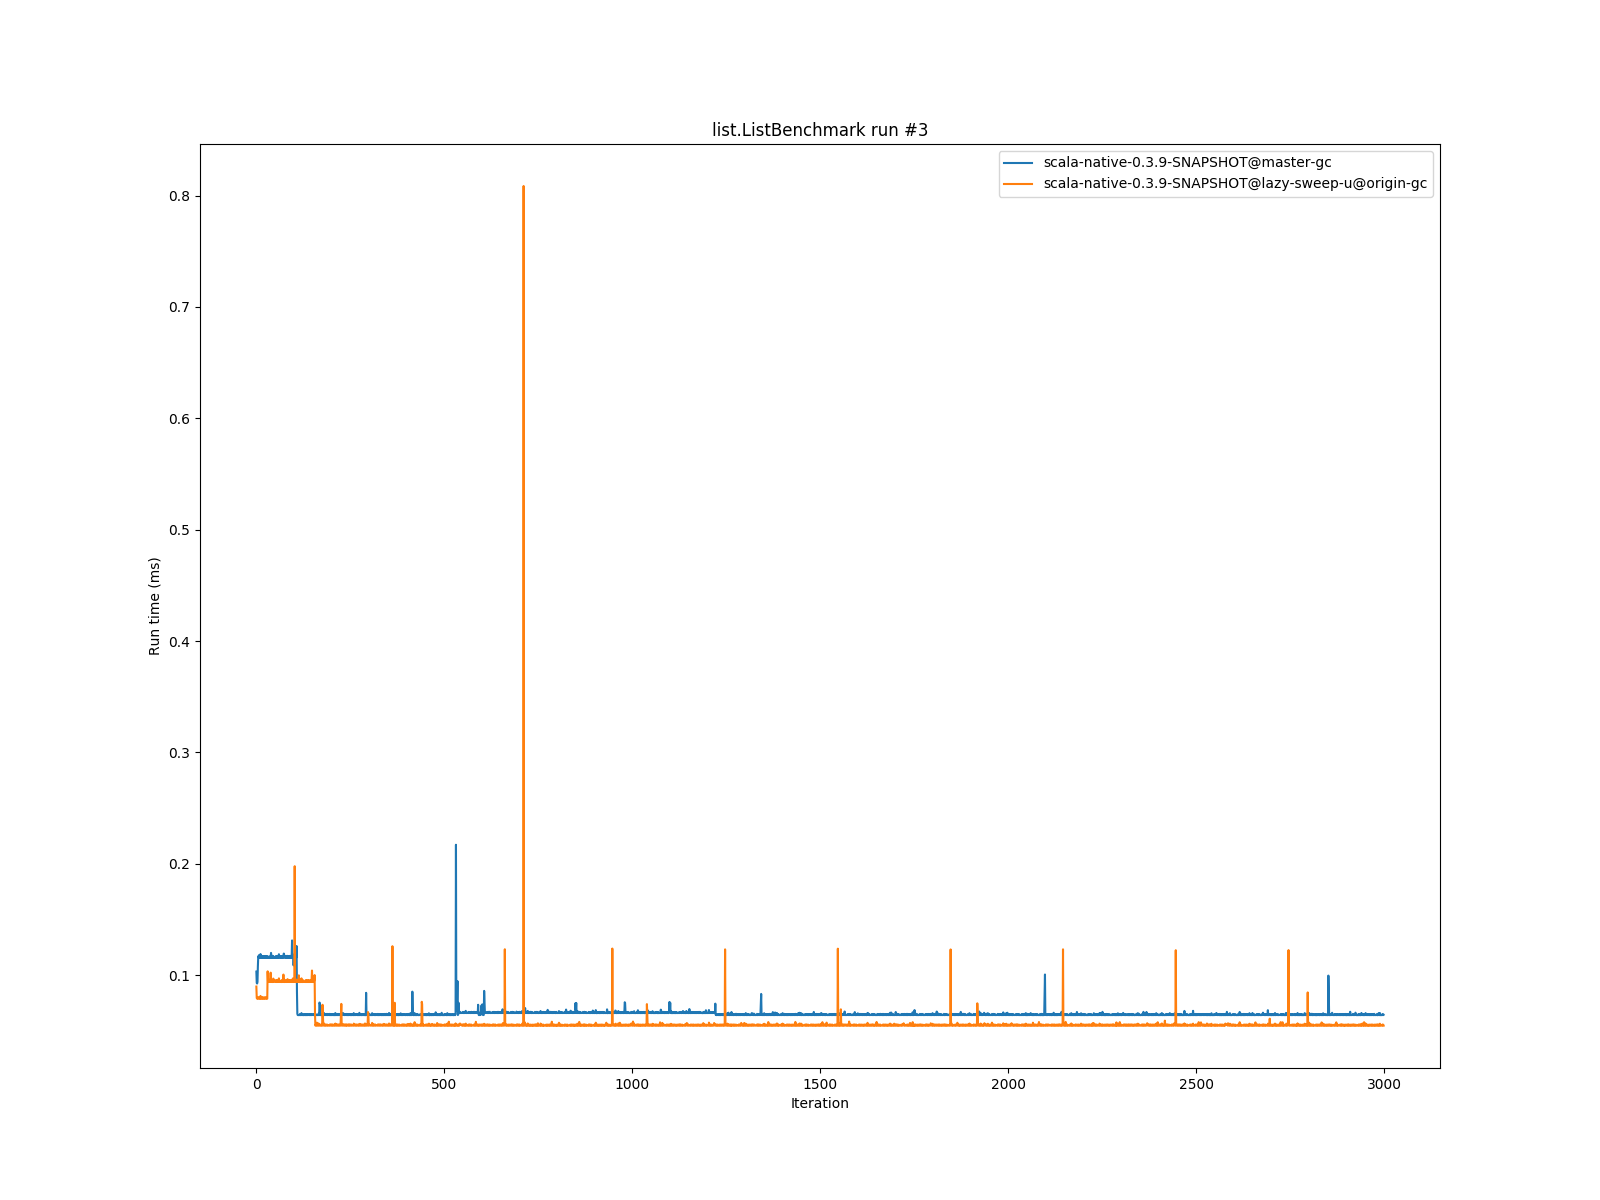 list.ListBenchmark run #3
scala-native-0.3.9-SNAPSHOT@master-gc
scala-native-0.3.9-SNAPSHOT@lazy-sweep-u@origin-gc
0.8
0.7
0.6
0.5
0.4
0.3
0.2
0.1
Run time (ms)
0 500 1000 1500 2000 2500 3000
Iteration